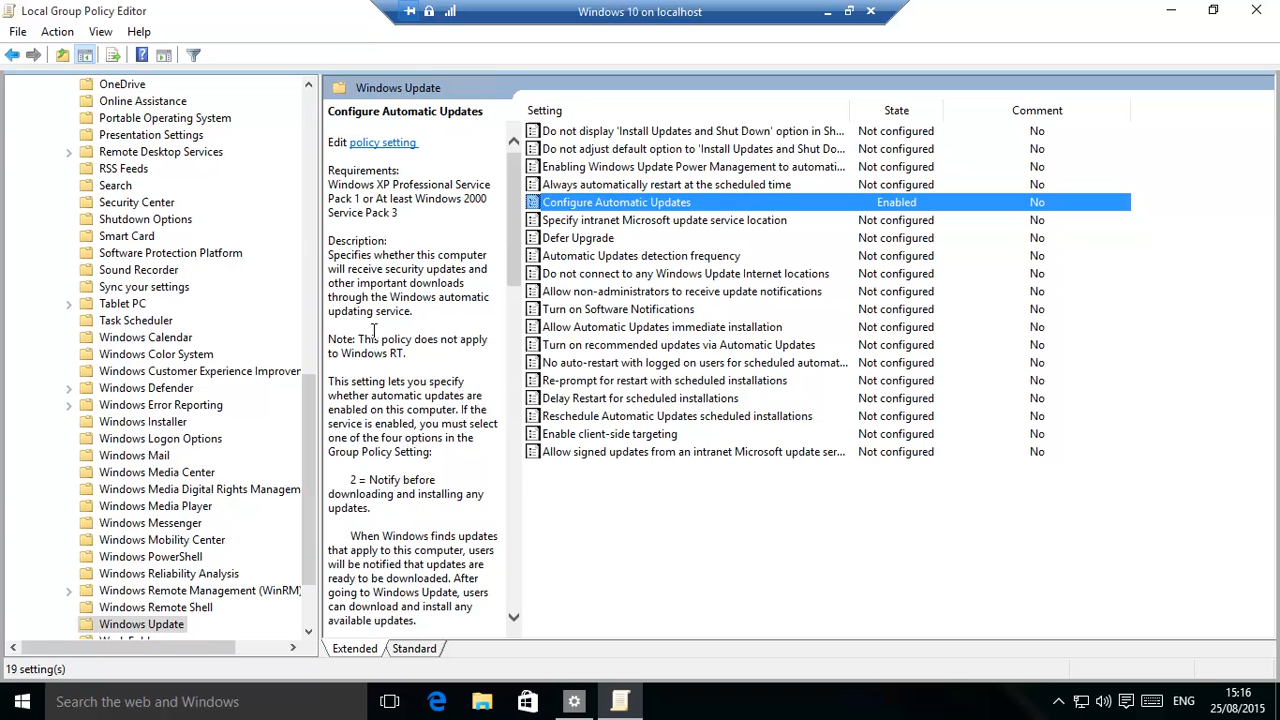 Local Group Policy Editor
Windows 10 on localhost
File Action View Help
OneDrive
Online Assistance
Portable Operating System
Presentation Settings
Remote Desktop Services
RSS Feeds
Search
Security Center
Shutdown Options
Smart Card
Software Protection Platform
Sound Recorder
Sync your settings
Tablet PC
Task Scheduler
Windows Calendar
Windows Color System
Windows Customer Experience Improver
Windows Defender
Windows Error Reporting
Windows Installer
Windows Logon Options
Windows Mail
Windows Media Center
Windows Media Digital Rights Managem
Windows Media Player
Windows Messenger
Windows Mobility Center
Windows PowerShell
Windows Reliability Analysis
Windows Remote Management (WinRM)
Windows Remote Shell
Windows Update
Windows Update
Configure Automatic Updates
Edit policy setting
Requirements:
Windows XP Professional Service
Pack 1 or At least Windows 2000
Service Pack 3
Description:
Specifies whether this computer
will receive security updates and
other important downloads
through the Windows automatic
updating service.
Note: This policy does not apply
to Windows RT.
This setting lets you specify
whether automatic updates are
enabled on this computer. If the
service is enabled, you must select
one of the four options in the
Group Policy Setting:
2 = Notify before
downloading and installing any
updates.
When Windows finds updates
that apply to this computer, users
will be notified that updates are
ready to be downloaded. After
going to Windows Update, users
can download and install any
available updates.
Setting State Comment
Do not display 'Install Updates and Shut Down' option in Sh... Not configured No
Do not adjust default option to 'Install Updates and Shut Do... Not configured No
Enabling Windows Update Power Management to automati... Not configured No
Always automatically restart at the scheduled time Not configured No
Configure Automatic Updates Enabled No
Specify intranet Microsoft update service location Not configured No
Defer Upgrade Not configured No
Automatic Updates detection frequency Not configured No
Do not connect to any Windows Update Internet locations Not configured No
Allow non-administrators to receive update notifications Not configured No
Turn on Software Notifications Not configured No
Allow Automatic Updates immediate installation Not configured No
Turn on recommended updates via Automatic Updates Not configured No
No auto-restart with logged on users for scheduled automat... Not configured No
Re-prompt for restart with scheduled installations Not configured No
Delay Restart for scheduled installations Not configured No
Reschedule Automatic Updates scheduled installations Not configured No
Enable client-side targeting Not configured No
Allow signed updates from an intranet Microsoft update ser... Not configured No
Extended Standard
19 setting(s)
Search the web and Windows
ENG
15:16
25/08/2015